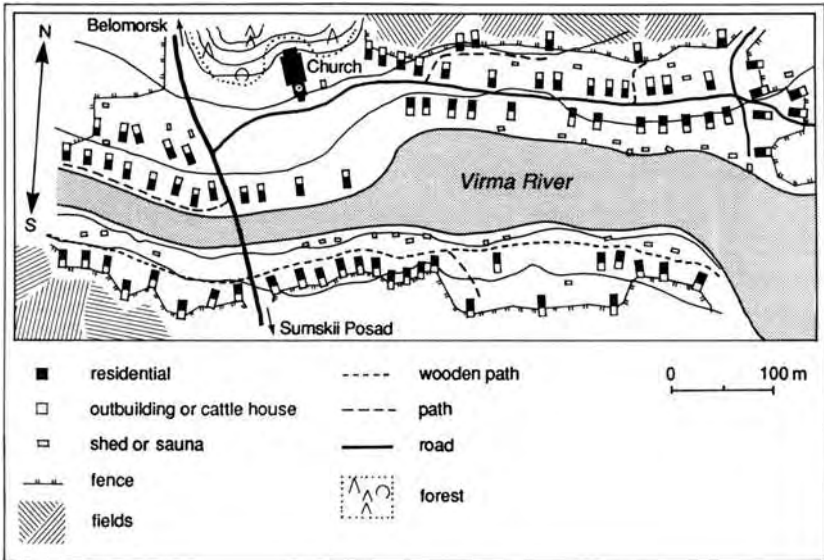 Belomorsk
N
Church
Virma River
S
Sumskii Posad
residential
wooden path
0 100 m
outbuilding or cattle house
path
shed or sauna
road
fence
forest
fields